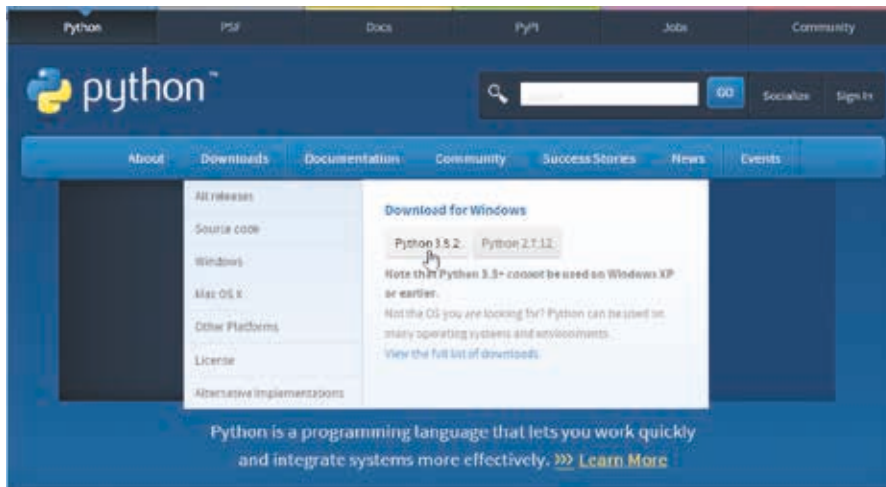 Python PSF Docs PyPI Jobs Community
python™
GO Socialize Sign In
About Downloads Documentation Community Success Stories News Events
All releases
Source code
Windows
Mac OS X
Other Platforms
License
Alternative Implementations
Download for Windows
Python 3.5.2 Python 2.7.12
Note that Python 3.5+ cannot be used on Windows XP
or earlier.
Not the OS you are looking for? Python can be used on
many operating systems and environments.
View the full list of downloads.
Python is a programming language that lets you work quickly
and integrate systems more effectively. >>> Learn More